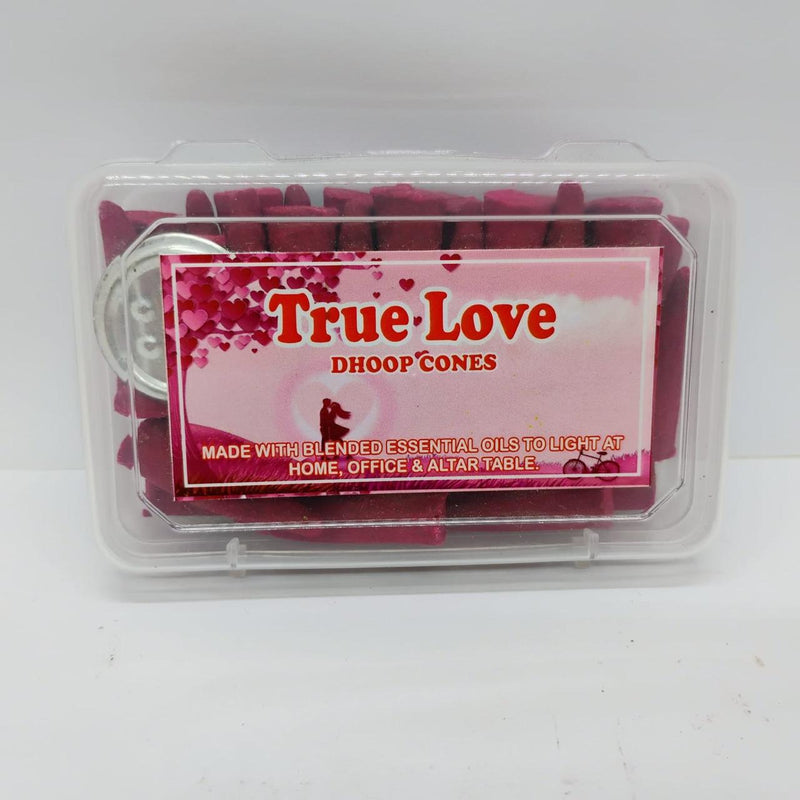 True Love
DHOOP CONES
MADE WITH BLENDED ESSENTIAL OILS TO LIGHT AT
HOME, OFFICE & ALTAR TABLE.